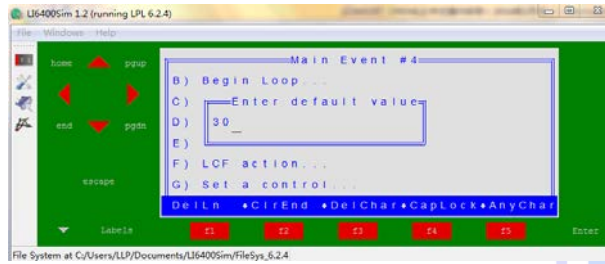 LI6400Sim 1.2 (running LPL 6.2.4)
File Windows Help
home pgup
end pgdn
escape
Labels
Main Event #4
B) Begin Loop...
C)
Enter default value
D) 30_
E)
F) LCF action...
G) Set a control...
DelLn ◆ClrEnd ◆DelChar◆CapLock◆AnyChar
f1 f2 f3 f4 f5 Enter
File System at C:/Users/LLP/Documents/LI6400Sim/FileSys_6.2.4